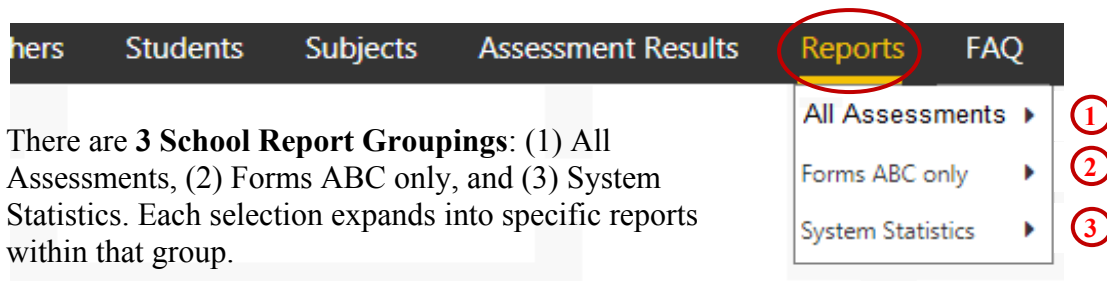 hers Students Subjects Assessment Results Reports FAQ
All Assessments 1
There are 3 School Report Groupings: (1) All
Assessments, (2) Forms ABC only, and (3) System
Statistics. Each selection expands into specific reports
within that group.
Forms ABC only 2
System Statistics 3